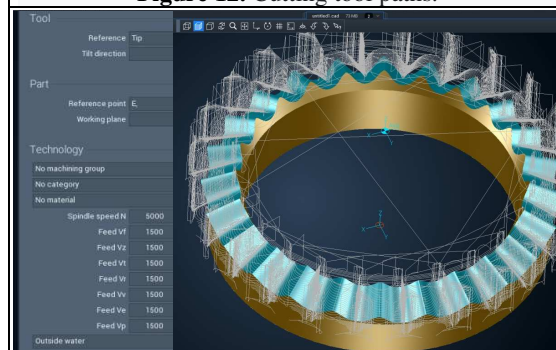 Figure 12. Cutting tool paths.
untitled1.cad
Tool
Reference Tip
Tilt direction
Part
Reference point E,
Working plane
Technology
No machining group
No category
No material
Spindle speed N 5000
Feed Vf 1500
Feed Vz 1500
Feed Vt 1500
Feed Vr 1500
Feed Vv 1500
Feed Ve 1500
Feed Vp 1500
Outside water